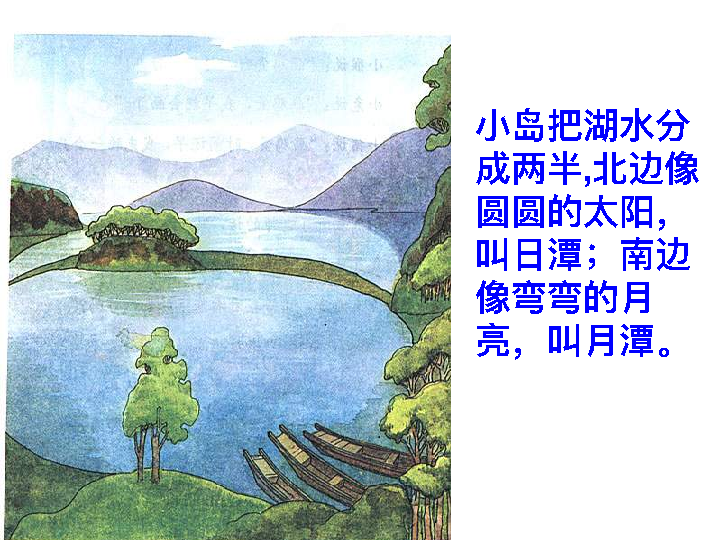 小岛把湖水分
成两半,北边像
圆圆的太阳，
叫日潭；南边
像弯弯的月
亮，叫月潭。